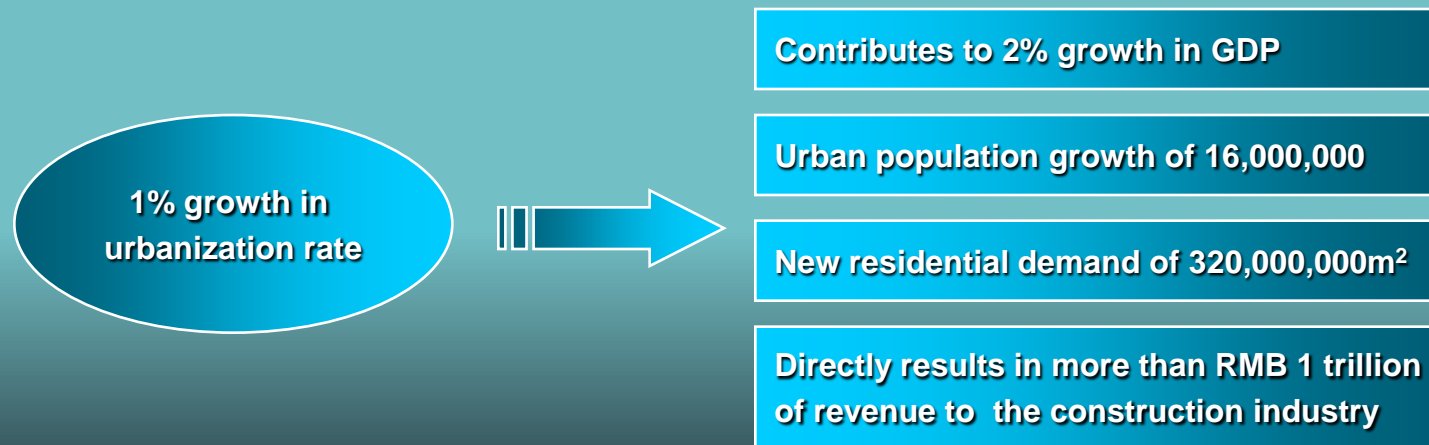 1% growth in
urbanization rate
Contributes to 2% growth in GDP
Urban population growth of 16,000,000
New residential demand of 320,000,000m²
Directly results in more than RMB 1 trillion
of revenue to the construction industry